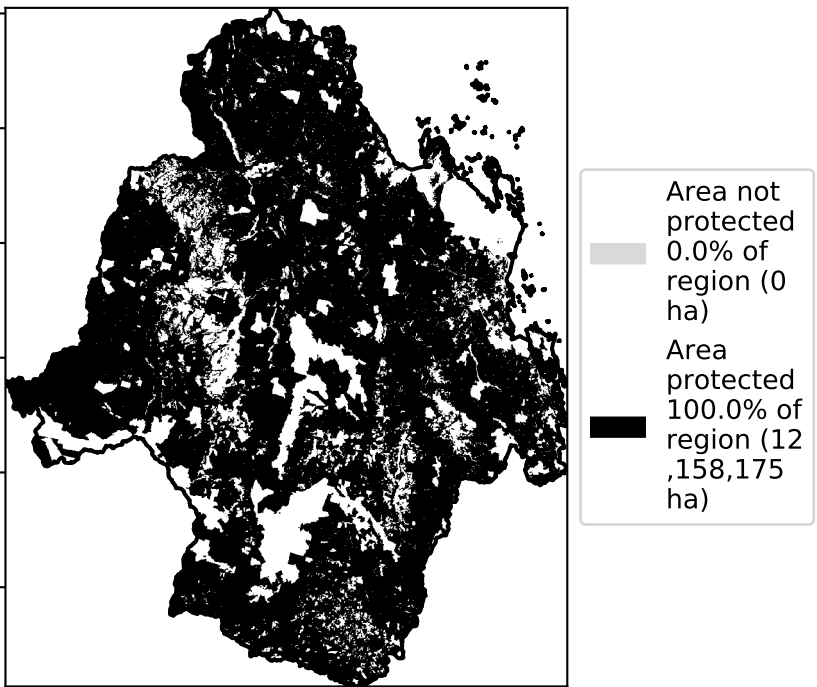 Area not
protected
0.0% of
region (0
ha)
Area
protected
100.0% of
region (12
,158,175
ha)